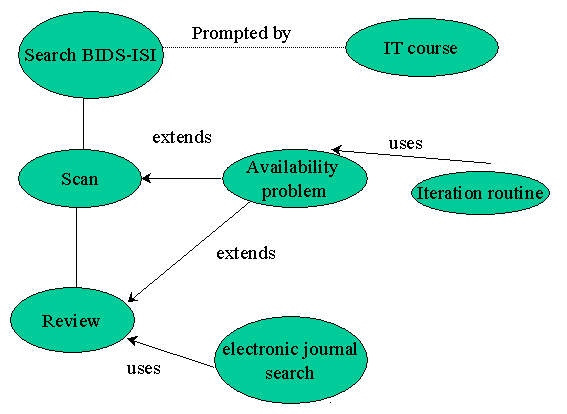 Prompted by
Search BIDS-ISI
IT course
extends
uses
Scan
Availability
problem
Iteration routine
extends
Review
electronic journal
search
uses